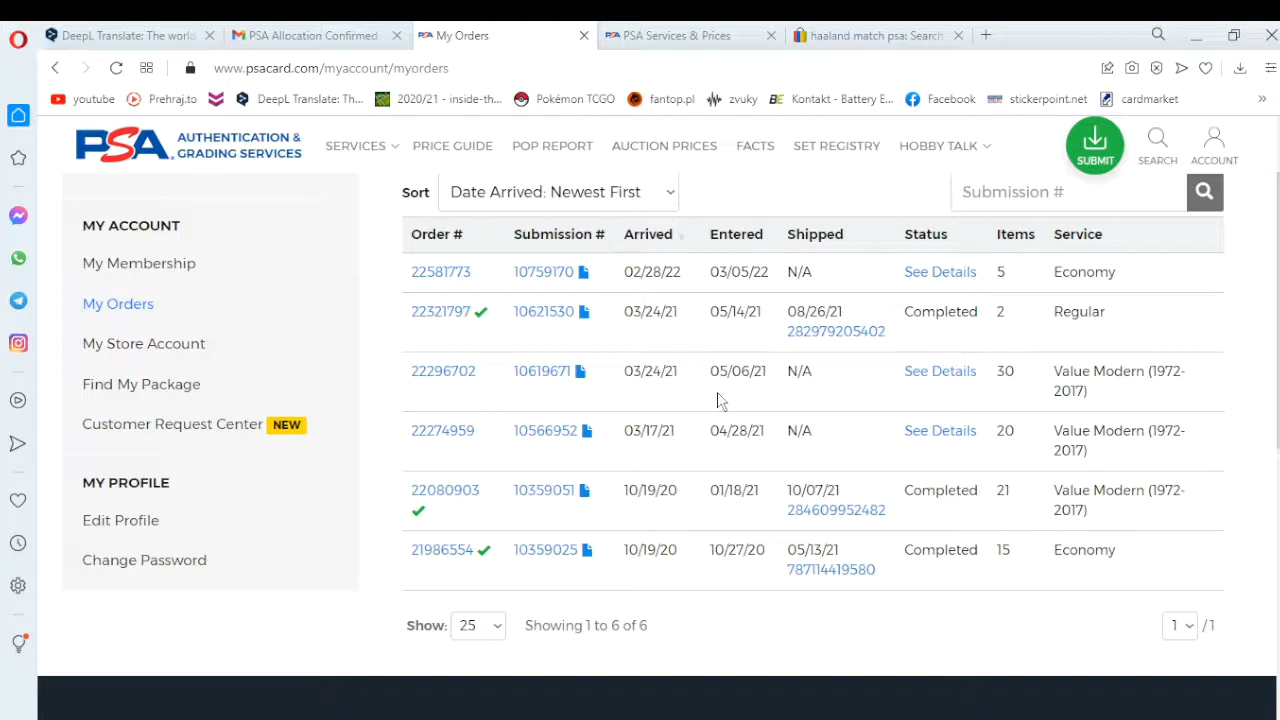 DeepL Translate: The world
PSA Allocation Confirmed
PSA My Orders
PSA PSA Services & Prices
haaland match psa: Search
www.psacard.com/myaccount/myorders
youtube
Prehraj.to
DeepL Translate: Th...
2020/21 - inside-th...
Pokémon TCGO
fantop.pl
zvuky
BE Kontakt - Battery E...
Facebook
stickerpoint.net
cardmarket
PSA AUTHENTICATION & GRADING SERVICES
SERVICES
PRICE GUIDE
POP REPORT
AUCTION PRICES
FACTS
SET REGISTRY
HOBBY TALK
SUBMIT
SEARCH
ACCOUNT
MY ACCOUNT
My Membership
My Orders
My Store Account
Find My Package
Customer Request Center NEW
MY PROFILE
Edit Profile
Change Password
Sort Date Arrived: Newest First
Submission #
Order # Submission # Arrived Entered Shipped Status Items Service
22581773 10759170 02/28/22 03/05/22 N/A See Details 5 Economy
22321797 10621530 03/24/21 05/14/21 08/26/21 Completed 2 Regular
282979205402
22296702 10619671 03/24/21 05/06/21 N/A See Details 30 Value Modern (1972-
2017)
22274959 10566952 03/17/21 04/28/21 N/A See Details 20 Value Modern (1972-
2017)
22080903 10359051 10/19/20 01/18/21 10/07/21 Completed 21 Value Modern (1972-
284609952482 2017)
21986554 10359025 10/19/20 10/27/20 05/13/21 Completed 15 Economy
787114419580
Show: 25 Showing 1 to 6 of 6
1 / 1